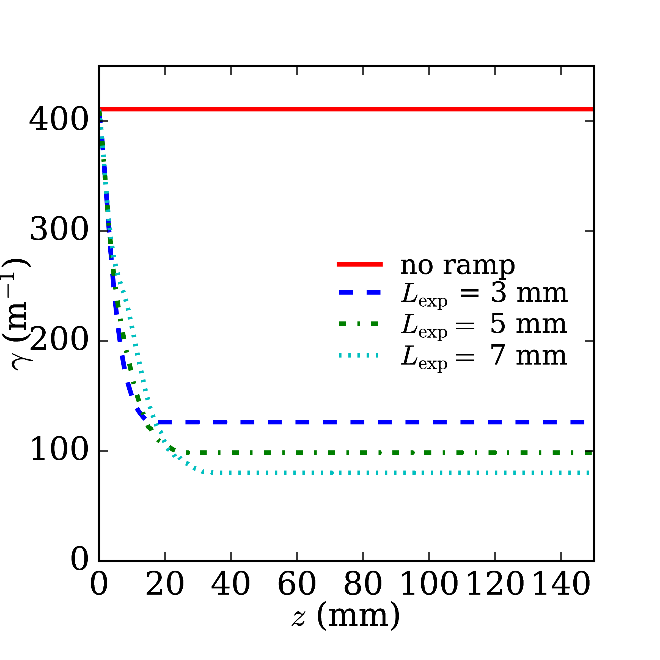 400
300
200
100
0
γ (m⁻¹)
no ramp
L_exp = 3 mm
L_exp = 5 mm
L_exp = 7 mm
0 20 40 60 80 100 120 140
z (mm)